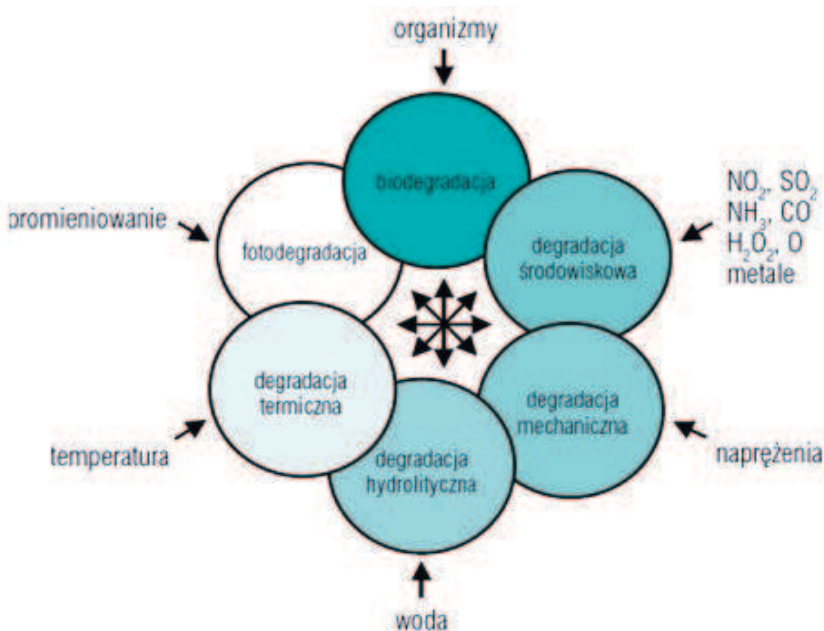 organizmy
biodegradacja
promieniowanie
fotodegradacja
degradacja
środowiskowa
NO₂, SO₂
NH₃, CO
H₂O₂, O
metale
degradacja
termiczna
degradacja
mechaniczna
temperatura
degradacja
hydrolityczna
naprężenia
woda